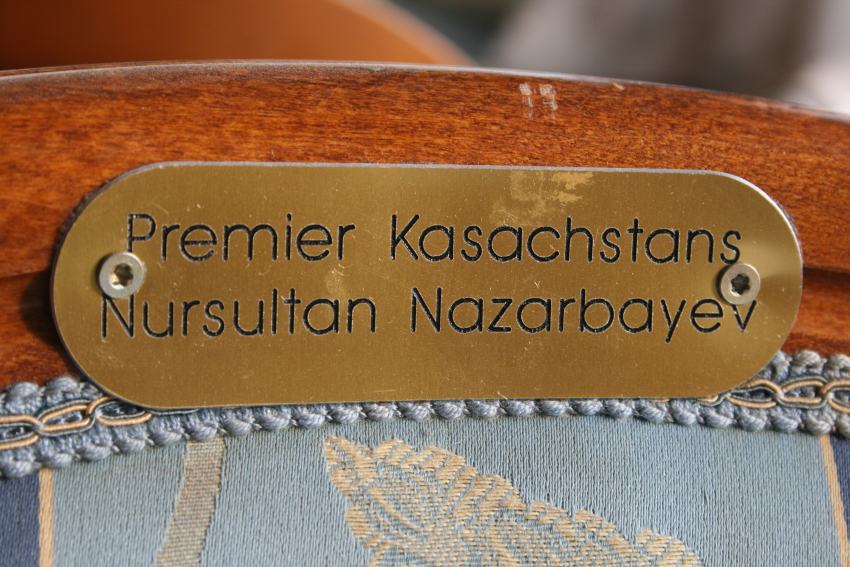 Premier Kasachstans
Nursultan Nazarbayev